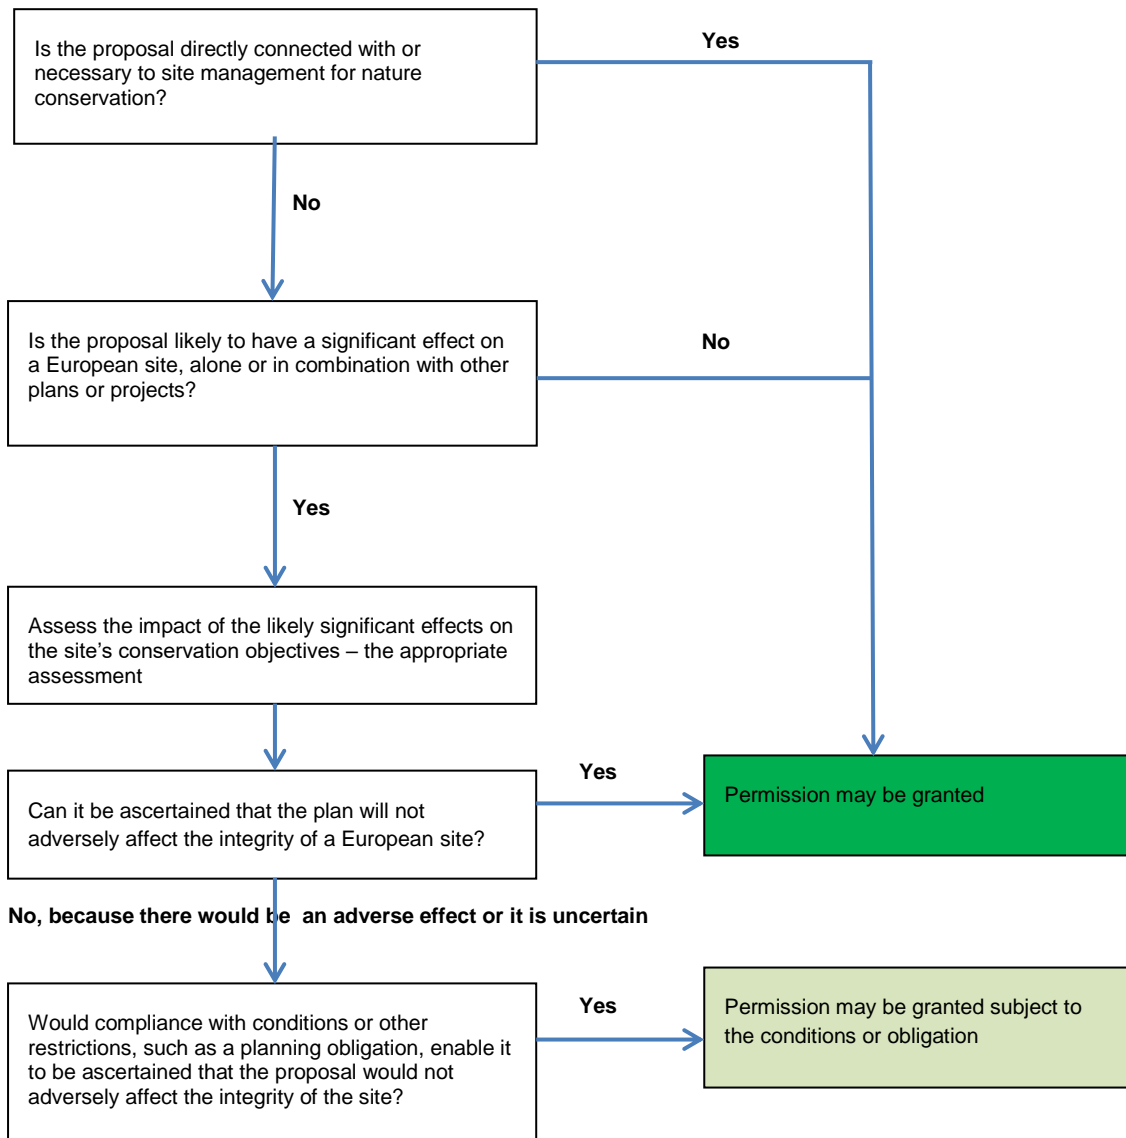 Is the proposal directly connected with or
necessary to site management for nature
conservation?
Yes
No
Is the proposal likely to have a significant effect on
a European site, alone or in combination with other
plans or projects?
No
Yes
Assess the impact of the likely significant effects on
the site's conservation objectives – the appropriate
assessment
Can it be ascertained that the plan will not
adversely affect the integrity of a European site?
Yes
Permission may be granted
No, because there would be  an adverse effect or it is uncertain
Would compliance with conditions or other
restrictions, such as a planning obligation, enable it
to be ascertained that the proposal would not
adversely affect the integrity of the site?
Yes
Permission may be granted subject to
the conditions or obligation